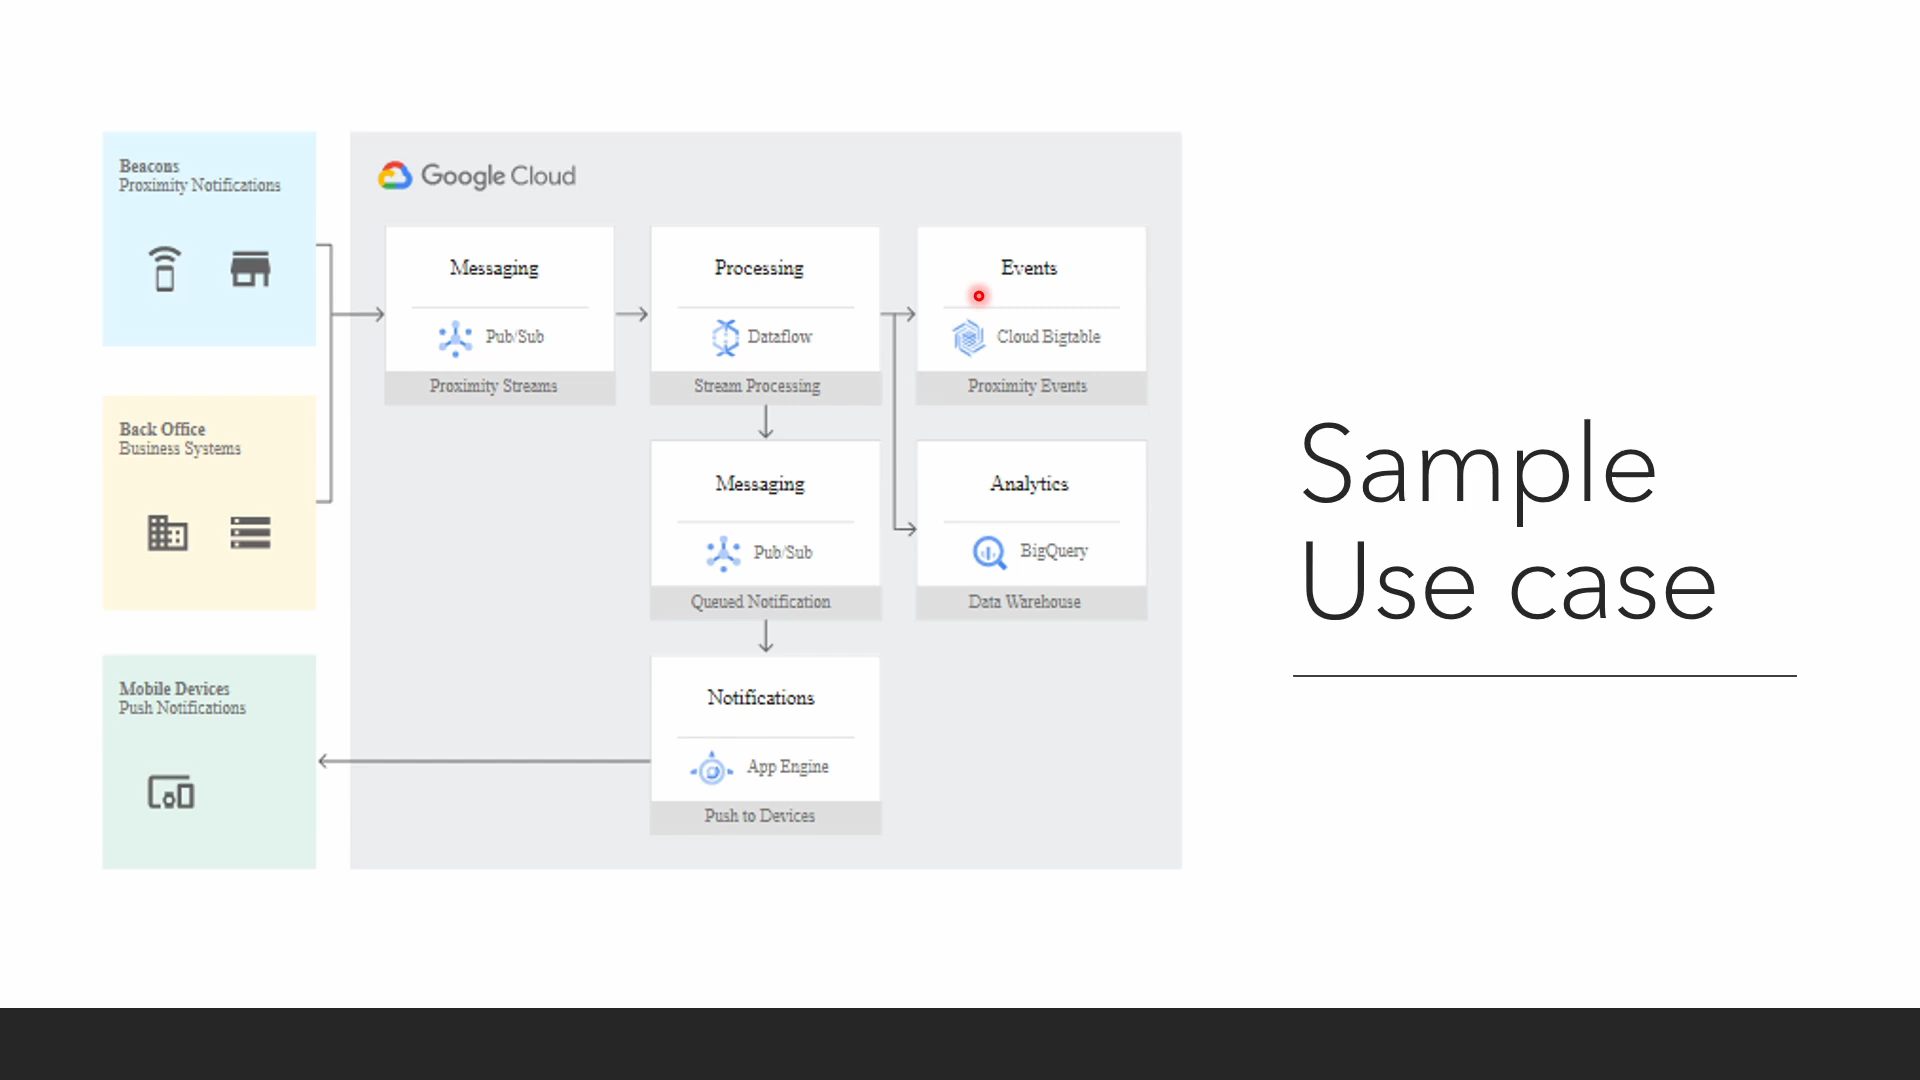 Beacons
Proximity Notifications
Back Office
Business Systems
Mobile Devices
Push Notifications
Google Cloud
Messaging
Pub/Sub
Proximity Streams
Processing
Dataflow
Stream Processing
Events
Cloud Bigtable
Proximity Events
Messaging
Pub/Sub
Queued Notification
Analytics
BigQuery
Data Warehouse
Notifications
App Engine
Push to Devices
Sample
Use case